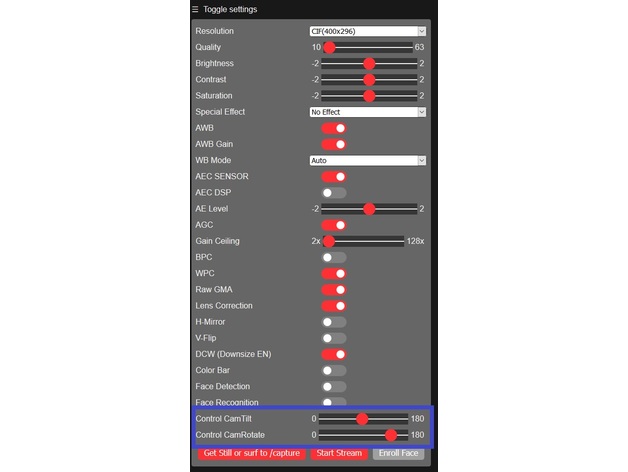 ☰ Toggle settings
Resolution CIF(400x296)
Quality 10 63
Brightness -2 2
Contrast -2 2
Saturation -2 2
Special Effect No Effect
AWB
AWB Gain
WB Mode Auto
AEC SENSOR
AEC DSP
AE Level -2 2
AGC
Gain Ceiling 2x 128x
BPC
WPC
Raw GMA
Lens Correction
H-Mirror
V-Flip
DCW (Downsize EN)
Color Bar
Face Detection
Face Recognition
Control CamTilt 0 180
Control CamRotate 0 180
Get Still or surf to /capture Start Stream Enroll Face